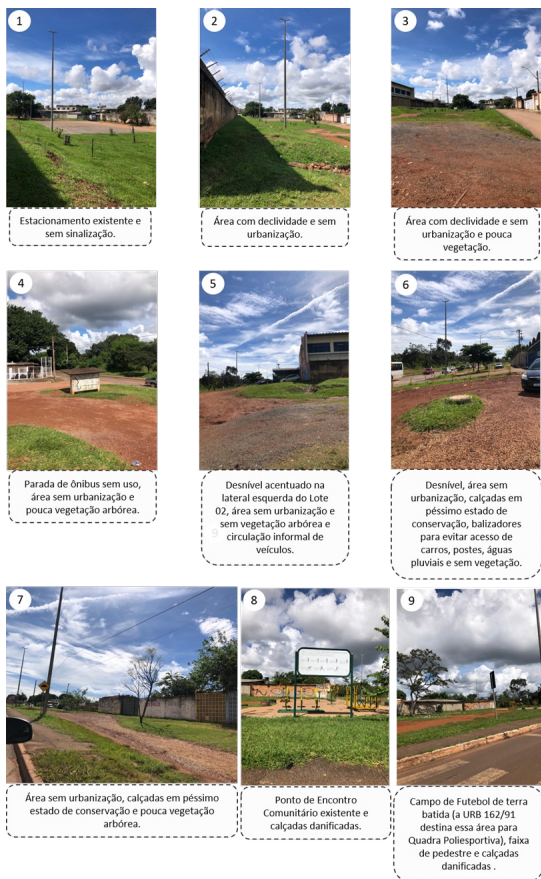 1
2
3
Estacionamento existente e
sem sinalização.
Área com declividade e sem
urbanização.
Área com declividade e sem
urbanização e pouca
vegetação.
4
5
6
Parada de ônibus sem uso,
área sem urbanização e
pouca vegetação arbórea.
Desnível acentuado na
lateral esquerda do Lote
02, área sem urbanização e
sem vegetação arbórea e
circulação informal de
veículos.
9
Desnível, área sem
urbanização, calçadas em
péssimo estado de
conservação, balizadores
para evitar acesso de
carros, postes, águas
pluviais e sem vegetação.
7
8
9
Área sem urbanização, calçadas em péssimo
estado de conservação e pouca vegetação
arbórea.
Ponto de Encontro
Comunitário existente e
calçadas danificadas.
Campo de Futebol de terra
batida (a URB 162/91
destina essa área para
Quadra Poliesportiva), faixa
de pedestre e calçadas
danificadas .